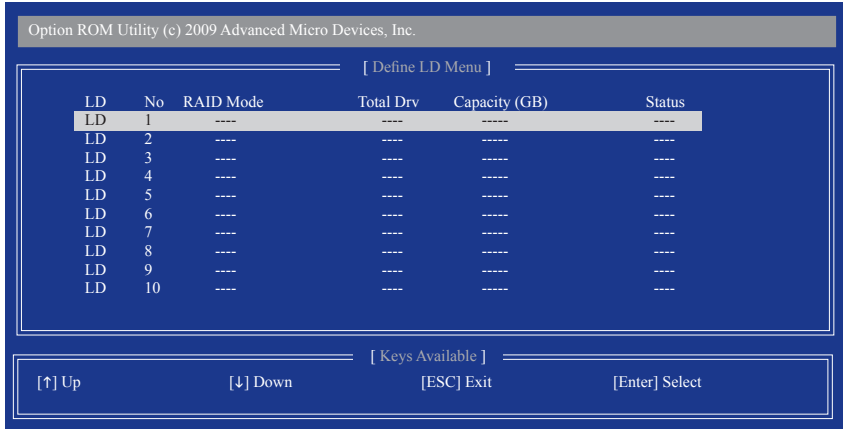 Option ROM Utility (c) 2009 Advanced Micro Devices, Inc.
[ Define LD Menu ]
LD No RAID Mode Total Drv Capacity (GB) Status
LD 1 ---- ---- ----- ----
LD 2 ---- ---- ----- ----
LD 3 ---- ---- ----- ----
LD 4 ---- ---- ----- ----
LD 5 ---- ---- ----- ----
LD 6 ---- ---- ----- ----
LD 7 ---- ---- ----- ----
LD 8 ---- ---- ----- ----
LD 9 ---- ---- ----- ----
LD 10 ---- ---- ----- ----
[ Keys Available ]
[↑] Up [↓] Down [ESC] Exit [Enter] Select